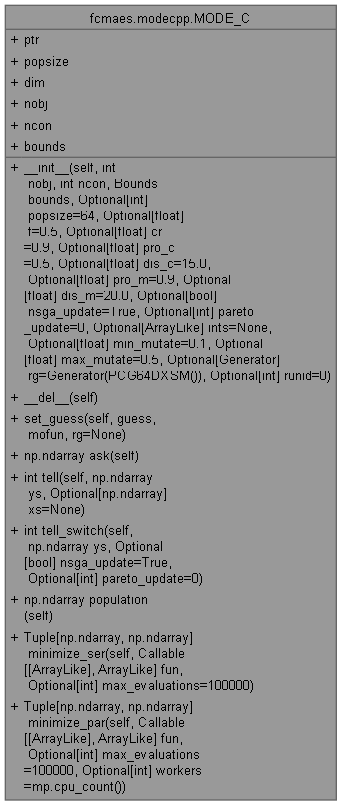 fcmaes.modecpp.MODE_C
+ ptr
+ popsize
+ dim
+ nobj
+ ncon
+ bounds
+ __init__(self, int
nobj, int ncon, Bounds
bounds, Optional[int]
popsize=64, Optional[float]
f=0.5, Optional[float] cr
=0.9, Optional[float] pro_c
=0.5, Optional[float] dis_c=15.0,
Optional[float] pro_m=0.9, Optional
[float] dis_m=20.0, Optional[bool]
nsga_update=True, Optional[int] pareto
_update=0, Optional[ArrayLike] ints=None,
Optional[float] min_mutate=0.1, Optional
[float] max_mutate=0.5, Optional[Generator]
rg=Generator(PCG64DXSM()), Optional[int] runid=0)
+ __del__(self)
+ set_guess(self, guess,
mofun, rg=None)
+ np.ndarray ask(self)
+ int tell(self, np.ndarray
ys, Optional[np.ndarray]
xs=None)
+ int tell_switch(self,
np.ndarray ys, Optional
[bool] nsga_update=True,
Optional[int] pareto_update=0)
+ np.ndarray population
(self)
+ Tuple[np.ndarray, np.ndarray]
minimize_ser(self, Callable
[[ArrayLike], ArrayLike] fun,
Optional[int] max_evaluations=100000)
+ Tuple[np.ndarray, np.ndarray]
minimize_par(self, Callable
[[ArrayLike], ArrayLike] fun,
Optional[int] max_evaluations
=100000, Optional[int] workers
=mp.cpu_count())